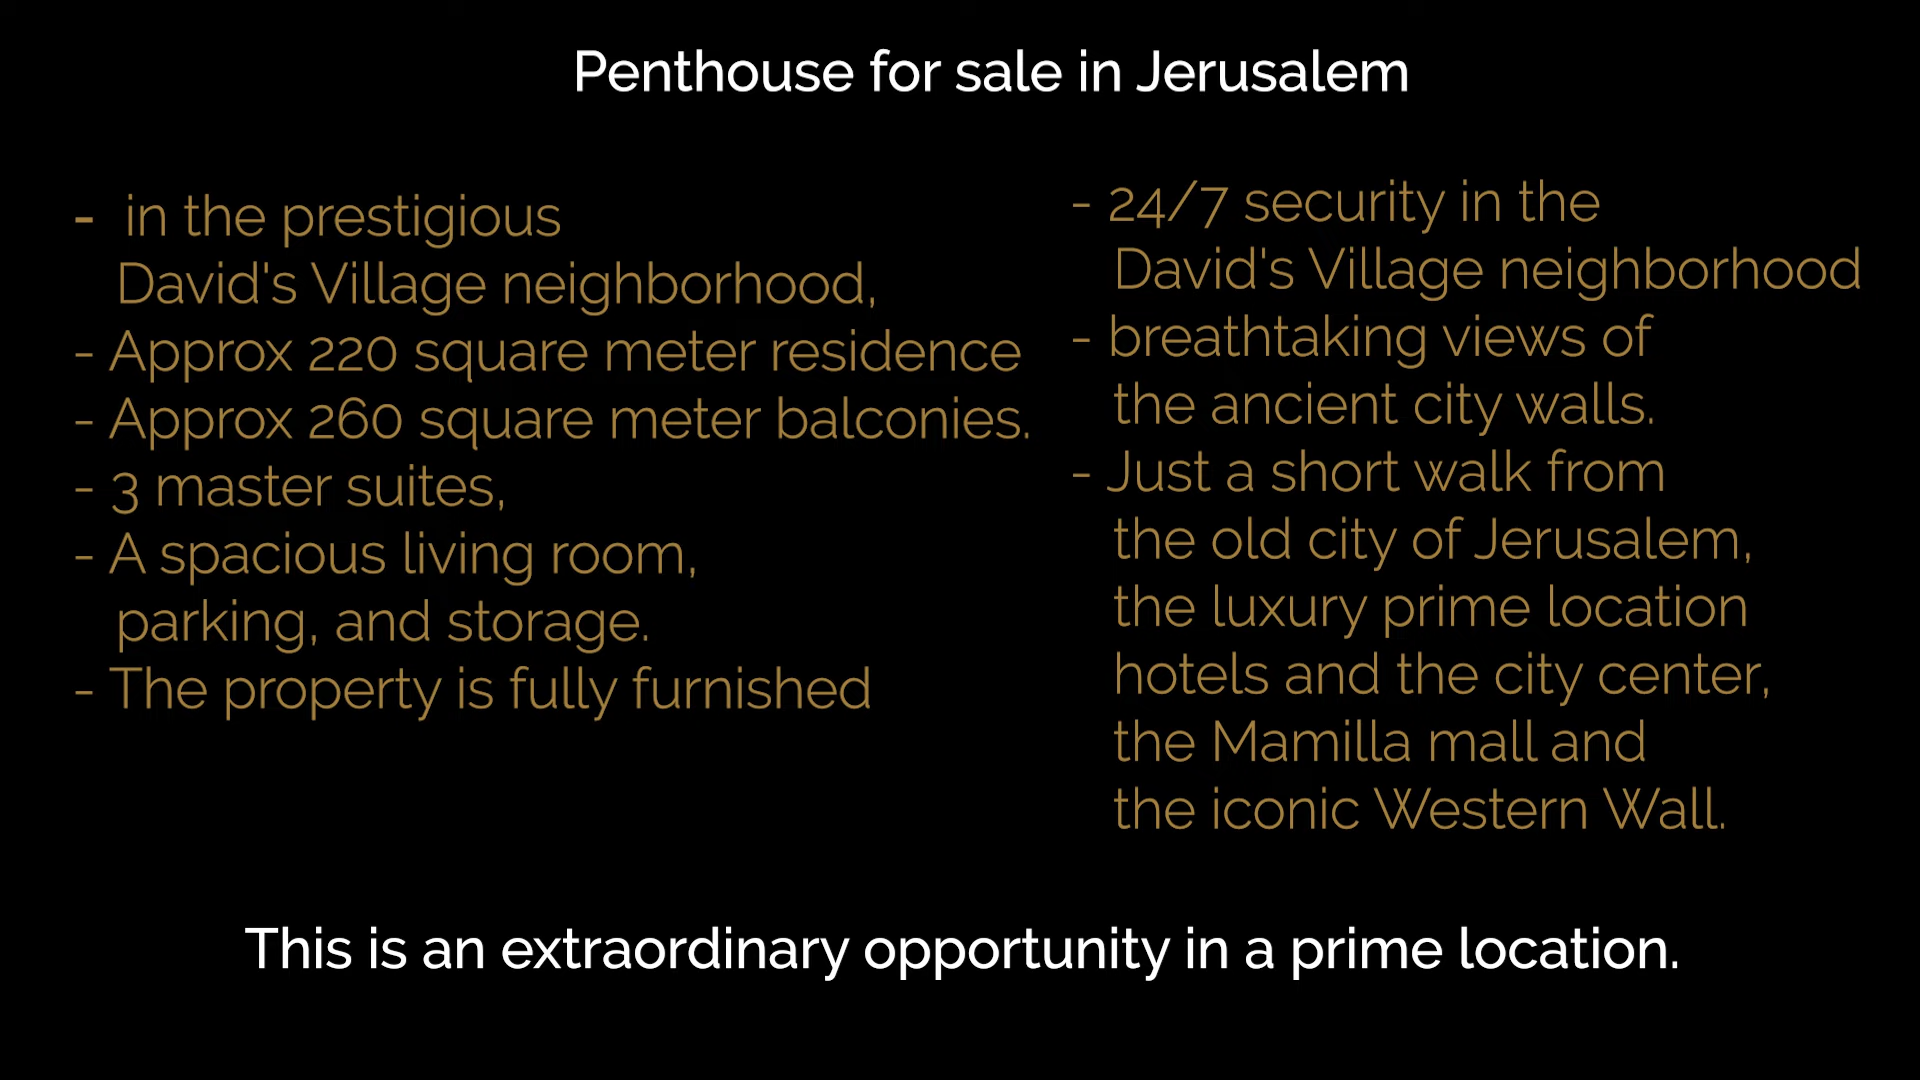 Penthouse for sale in Jerusalem
- in the prestigious
David's Village neighborhood,
- Approx 220 square meter residence
- Approx 260 square meter balconies.
- 3 master suites,
- A spacious living room,
parking, and storage.
- The property is fully furnished
- 24/7 security in the
David's Village neighborhood
- breathtaking views of
the ancient city walls.
- Just a short walk from
the old city of Jerusalem,
the luxury prime location
hotels and the city center,
the Mamilla mall and
the iconic Western Wall.
This is an extraordinary opportunity in a prime location.